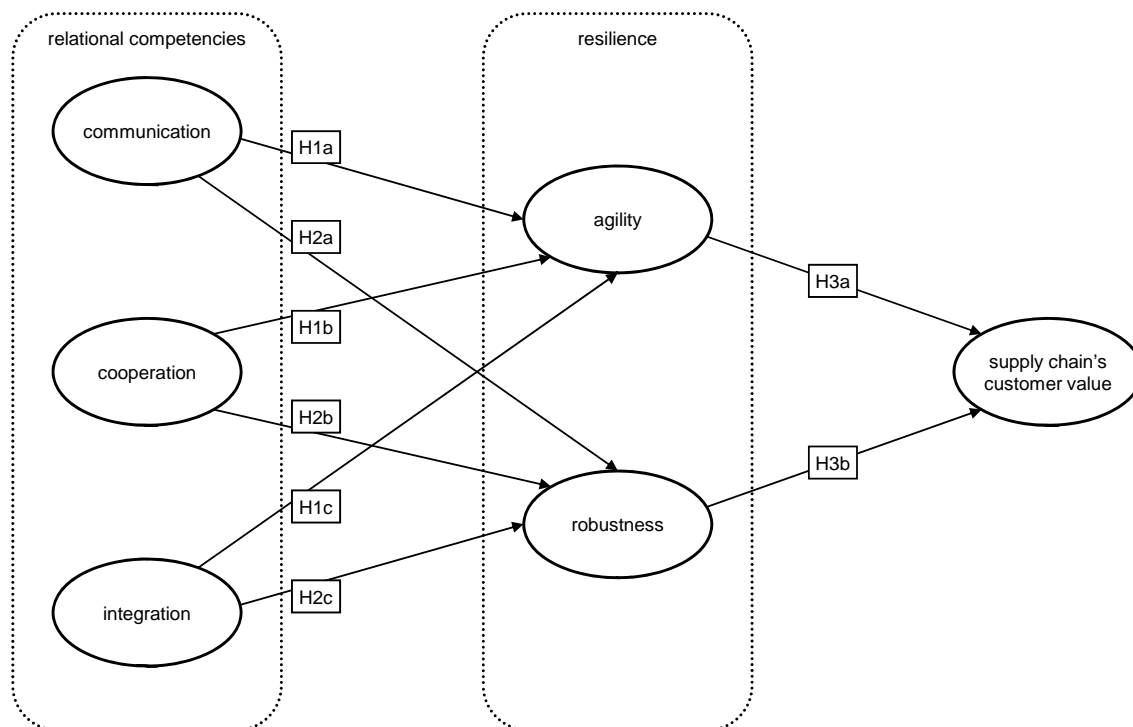 relational competencies
resilience
communication
H1a
agility
H2a
H3a
H1b
cooperation
supply chain’s
customer value
H2b
H3b
H1c
robustness
integration
H2c